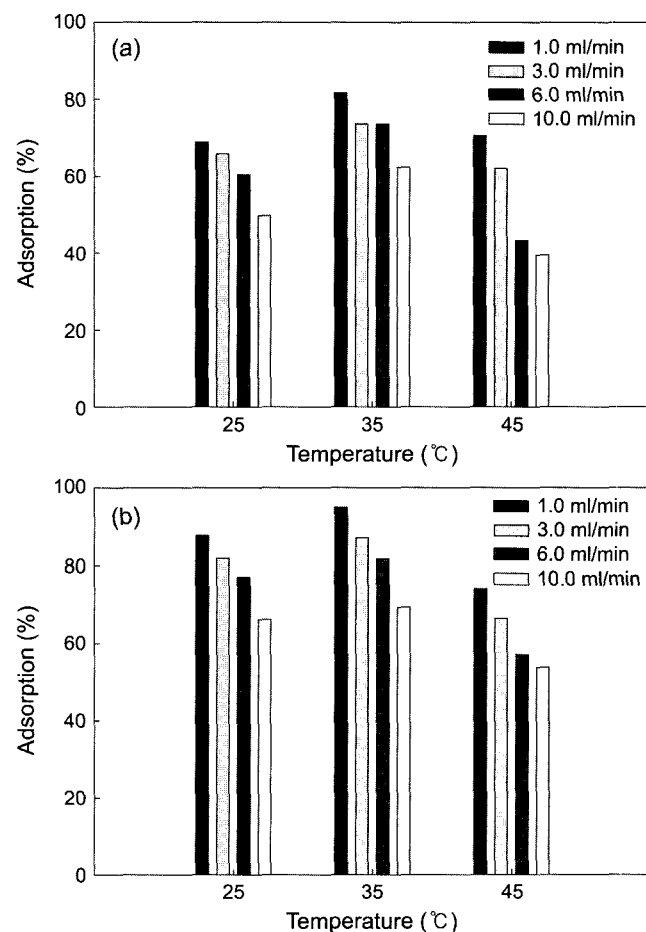 100
(a)
1.0 ml/min
3.0 ml/min
6.0 ml/min
10.0 ml/min
80
60
40
20
0
Adsorption (%)
25 35 45
Temperature (℃)
100
(b)
1.0 ml/min
3.0 ml/min
6.0 ml/min
10.0 ml/min
80
60
40
20
0
Adsorption (%)
25 35 45
Temperature (℃)